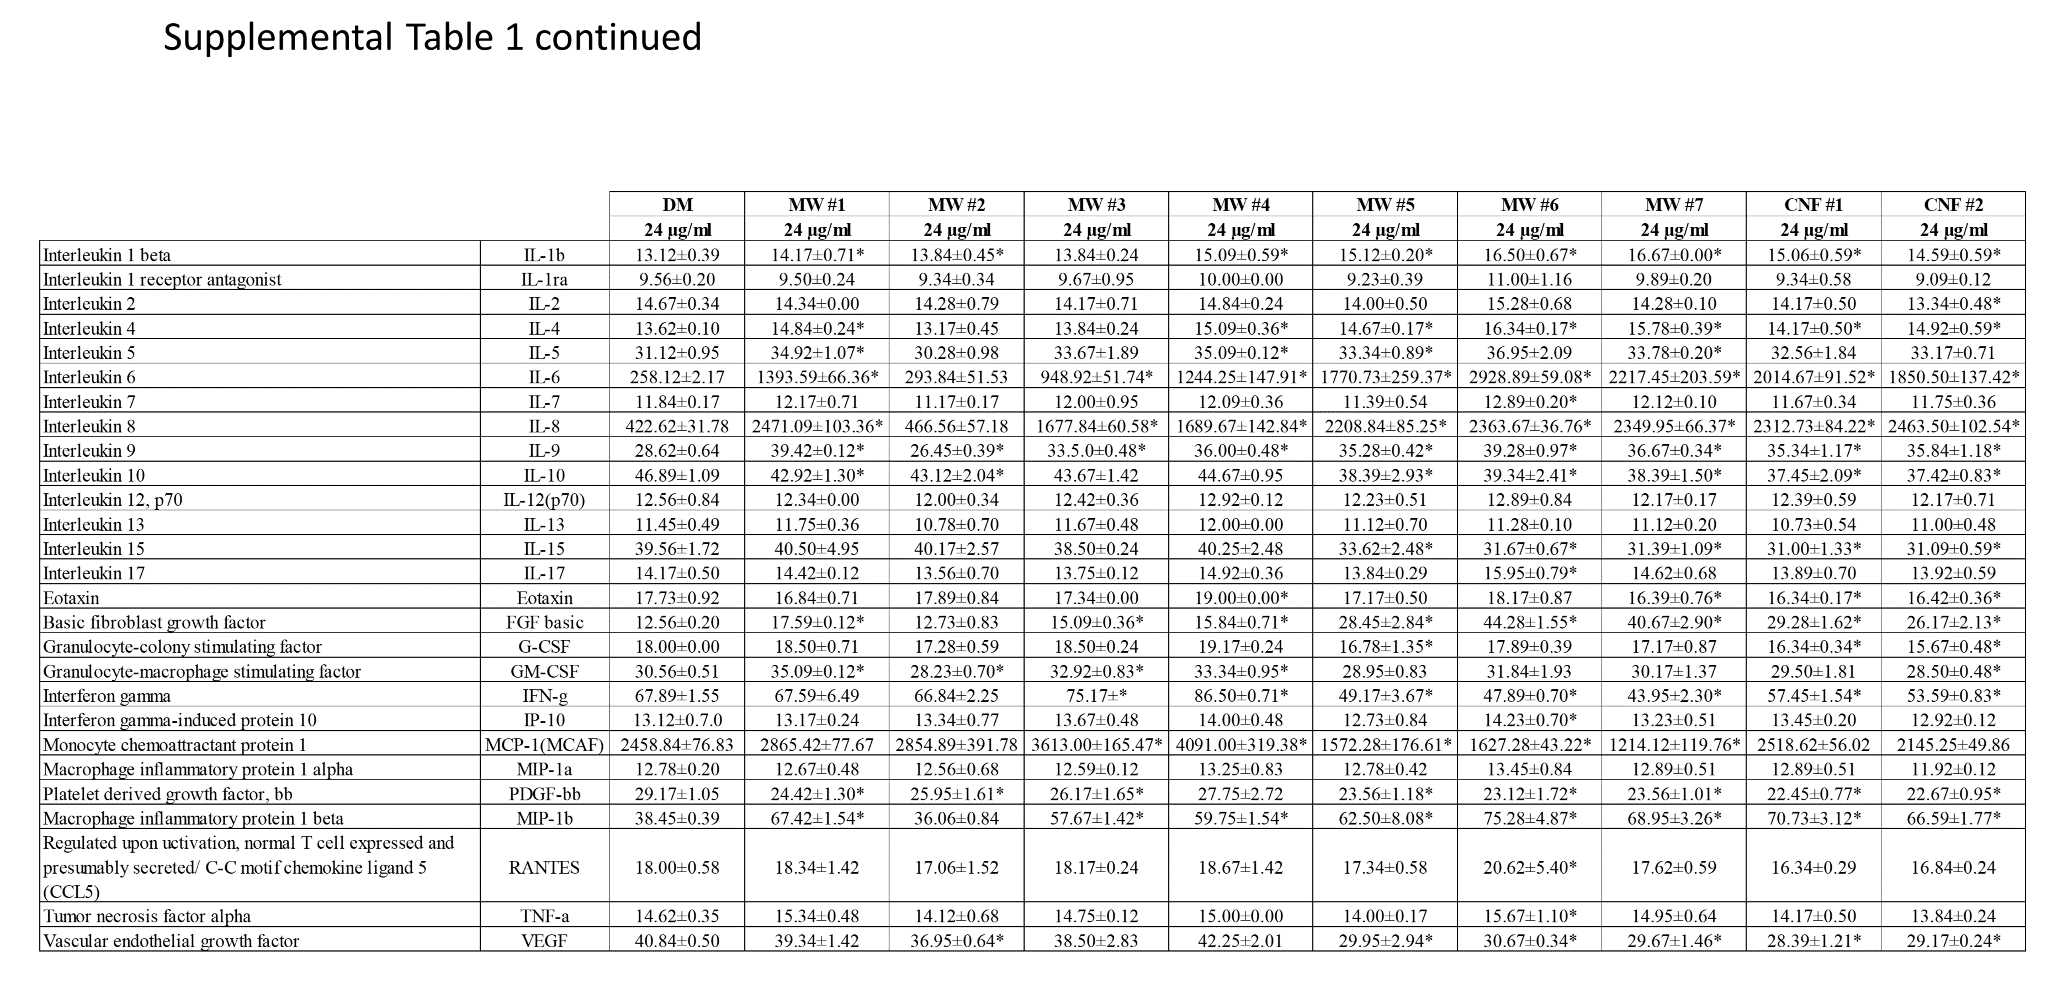 Supplemental Table 1 continued
DM MW #1 MW #2 MW #3 MW #4 MW #5 MW #6 MW #7 CNF #1 CNF #2
24 µg/ml 24 µg/ml 24 µg/ml 24 µg/ml 24 µg/ml 24 µg/ml 24 µg/ml 24 µg/ml 24 µg/ml 24 µg/ml
Interleukin 1 beta IL-1b 13.12±0.39 14.17±0.71* 13.84±0.45* 13.84±0.24 15.09±0.59* 15.12±0.20* 16.50±0.67* 16.67±0.00* 15.06±0.59* 14.59±0.59*
Interleukin 1 receptor antagonist IL-1ra 9.56±0.20 9.50±0.24 9.34±0.34 9.67±0.95 10.00±0.00 9.23±0.39 11.00±1.16 9.89±0.20 9.34±0.58 9.09±0.12
Interleukin 2 IL-2 14.67±0.34 14.34±0.00 14.28±0.79 14.17±0.71 14.84±0.24 14.00±0.50 15.28±0.68 14.28±0.10 14.17±0.50 13.34±0.48*
Interleukin 4 IL-4 13.62±0.10 14.84±0.24* 13.17±0.45 13.84±0.24 15.09±0.36* 14.67±0.17* 16.34±0.17* 15.78±0.39* 14.17±0.50* 14.92±0.59*
Interleukin 5 IL-5 31.12±0.95 34.92±1.07* 30.28±0.98 33.67±1.89 35.09±0.12* 33.34±0.89* 36.95±2.09 33.78±0.20* 32.56±1.84 33.17±0.71
Interleukin 6 IL-6 258.12±2.17 1393.59±66.36* 293.84±51.53 948.92±51.74* 1244.25±147.91* 1770.73±259.37* 2928.89±59.08* 2217.45±203.59* 2014.67±91.52* 1850.50±137.42*
Interleukin 7 IL-7 11.84±0.17 12.17±0.71 11.17±0.17 12.00±0.95 12.09±0.36 11.39±0.54 12.89±0.20* 12.12±0.10 11.67±0.34 11.75±0.36
Interleukin 8 IL-8 422.62±31.78 2471.09±103.36* 466.56±57.18 1677.84±60.58* 1689.67±142.84* 2208.84±85.25* 2363.67±36.76* 2349.95±66.37* 2312.73±84.22* 2463.50±102.54*
Interleukin 9 IL-9 28.62±0.64 39.42±0.12* 26.45±0.39* 33.5.0±0.48* 36.00±0.48* 35.28±0.42* 39.28±0.97* 36.67±0.34* 35.34±1.17* 35.84±1.18*
Interleukin 10 IL-10 46.89±1.09 42.92±1.30* 43.12±2.04* 43.67±1.42 44.67±0.95 38.39±2.93* 39.34±2.41* 38.39±1.50* 37.45±2.09* 37.42±0.83*
Interleukin 12, p70 IL-12(p70) 12.56±0.84 12.34±0.00 12.00±0.34 12.42±0.36 12.92±0.12 12.23±0.51 12.89±0.84 12.17±0.17 12.39±0.59 12.17±0.71
Interleukin 13 IL-13 11.45±0.49 11.75±0.36 10.78±0.70 11.67±0.48 12.00±0.00 11.12±0.70 11.28±0.10 11.12±0.20 10.73±0.54 11.00±0.48
Interleukin 15 IL-15 39.56±1.72 40.50±4.95 40.17±2.57 38.50±0.24 40.25±2.48 33.62±2.48* 31.67±0.67* 31.39±1.09* 31.00±1.33* 31.09±0.59*
Interleukin 17 IL-17 14.17±0.50 14.42±0.12 13.56±0.70 13.75±0.12 14.92±0.36 13.84±0.29 15.95±0.79* 14.62±0.68 13.89±0.70 13.92±0.59
Eotaxin Eotaxin 17.73±0.92 16.84±0.71 17.89±0.84 17.34±0.00 19.00±0.00* 17.17±0.50 18.17±0.87 16.39±0.76* 16.34±0.17* 16.42±0.36*
Basic fibroblast growth factor FGF basic 12.56±0.20 17.59±0.12* 12.73±0.83 15.09±0.36* 15.84±0.71* 28.45±2.84* 44.28±1.55* 40.67±2.90* 29.28±1.62* 26.17±2.13*
Granulocyte-colony stimulating factor G-CSF 18.00±0.00 18.50±0.71 17.28±0.59 18.50±0.24 19.17±0.24 16.78±1.35* 17.89±0.39 17.17±0.87 16.34±0.34* 15.67±0.48*
Granulocyte-macrophage stimulating factor GM-CSF 30.56±0.51 35.09±0.12* 28.23±0.70* 32.92±0.83* 33.34±0.95* 28.95±0.83 31.84±1.93 30.17±1.37 29.50±1.81 28.50±0.48*
Interferon gamma IFN-g 67.89±1.55 67.59±6.49 66.84±2.25 75.17±* 86.50±0.71* 49.17±3.67* 47.89±0.70* 43.95±2.30* 57.45±1.54* 53.59±0.83*
Interferon gamma-induced protein 10 IP-10 13.12±0.7.0 13.17±0.24 13.34±0.77 13.67±0.48 14.00±0.48 12.73±0.84 14.23±0.70* 13.23±0.51 13.45±0.20 12.92±0.12
Monocyte chemoattractant protein 1 MCP-1(MCAF) 2458.84±76.83 2865.42±77.67 2854.89±391.78 3613.00±165.47* 4091.00±319.38* 1572.28±176.61* 1627.28±43.22* 1214.12±119.76* 2518.62±56.02 2145.25±49.86
Macrophage inflammatory protein 1 alpha MIP-1a 12.78±0.20 12.67±0.48 12.56±0.68 12.59±0.12 13.25±0.83 12.78±0.42 13.45±0.84 12.89±0.51 12.89±0.51 11.92±0.12
Platelet derived growth factor, bb PDGF-bb 29.17±1.05 24.42±1.30* 25.95±1.61* 26.17±1.65* 27.75±2.72 23.56±1.18* 23.12±1.72* 23.56±1.01* 22.45±0.77* 22.67±0.95*
Macrophage inflammatory protein 1 beta MIP-1b 38.45±0.39 67.42±1.54* 36.06±0.84 57.67±1.42* 59.75±1.54* 62.50±8.08* 75.28±4.87* 68.95±3.26* 70.73±3.12* 66.59±1.77*
Regulated upon uctivation, normal T cell expressed and
presumably secreted/ C-C motif chemokine ligand 5 RANTES 18.00±0.58 18.34±1.42 17.06±1.52 18.17±0.24 18.67±1.42 17.34±0.58 20.62±5.40* 17.62±0.59 16.34±0.29 16.84±0.24
(CCL5)
Tumor necrosis factor alpha TNF-a 14.62±0.35 15.34±0.48 14.12±0.68 14.75±0.12 15.00±0.00 14.00±0.17 15.67±1.10* 14.95±0.64 14.17±0.50 13.84±0.24
Vascular endothelial growth factor VEGF 40.84±0.50 39.34±1.42 36.95±0.64* 38.50±2.83 42.25±2.01 29.95±2.94* 30.67±0.34* 29.67±1.46* 28.39±1.21* 29.17±0.24*